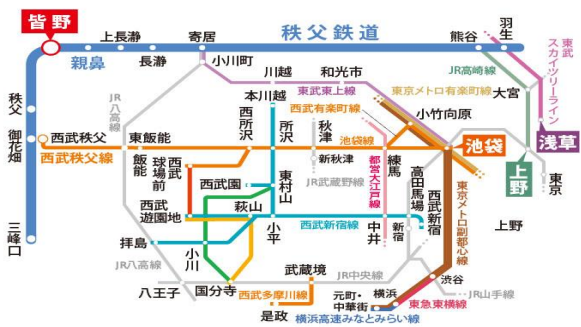 皆野
親鼻
上長瀞
長瀞
寄居
秩父鉄道
熊谷
羽生
東武スカイツリーライン
小川町
川越
和光市
東武東上線
東京メトロ有楽町線
JR高崎線
大宮
浅草
JR八高線
本川越
西武有楽町線
小竹向原
秩父
御花畑
西武秩父
西武秩父線
東飯能
飯能
西武球場前
西所沢
所沢
秋津
新秋津
池袋線
練馬
池袋
上野
東京
JR武蔵野線
都営大江戸線
高田馬場
西武新宿
東京メトロ副都心線
西武園
東村山
西武遊園地
萩山
小平
西武新宿線
中井
新宿
上野
三峰口
拝島
小川
JR八高線
八王子
国分寺
武蔵境
JR中央線
渋谷
西武多摩川線
是政
元町・中華街
横浜
東急東横線
JR山手線
横浜高速みなとみらい線